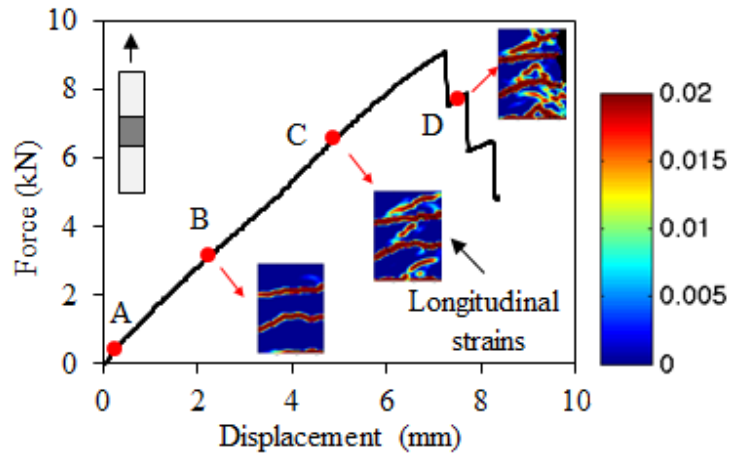 10
8
6
4
2
0
Force (kN)
A
B
C
D
Longitudinal
strains
0 2 4 6 8 10
Displacement (mm)
0.02
0.015
0.01
0.005
0